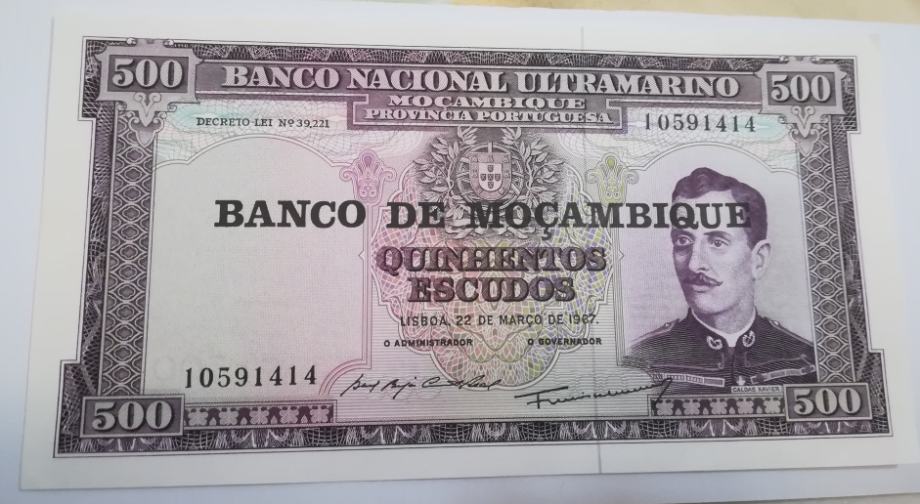 500 BANCO NACIONAL ULTRAMARINO 500
MOÇAMBIQUE
PROVINCIA PORTUGUESA
DECRETO-LEI Nº 39,221
10591414
BANCO DE MOÇAMBIQUE
QUINHENTOS
ESCUDOS
LISBOA, 22 DE MARÇO DE 1967.
O ADMINISTRADOR O GOVERNADOR
10591414
CALDAS XAVIER
500 500